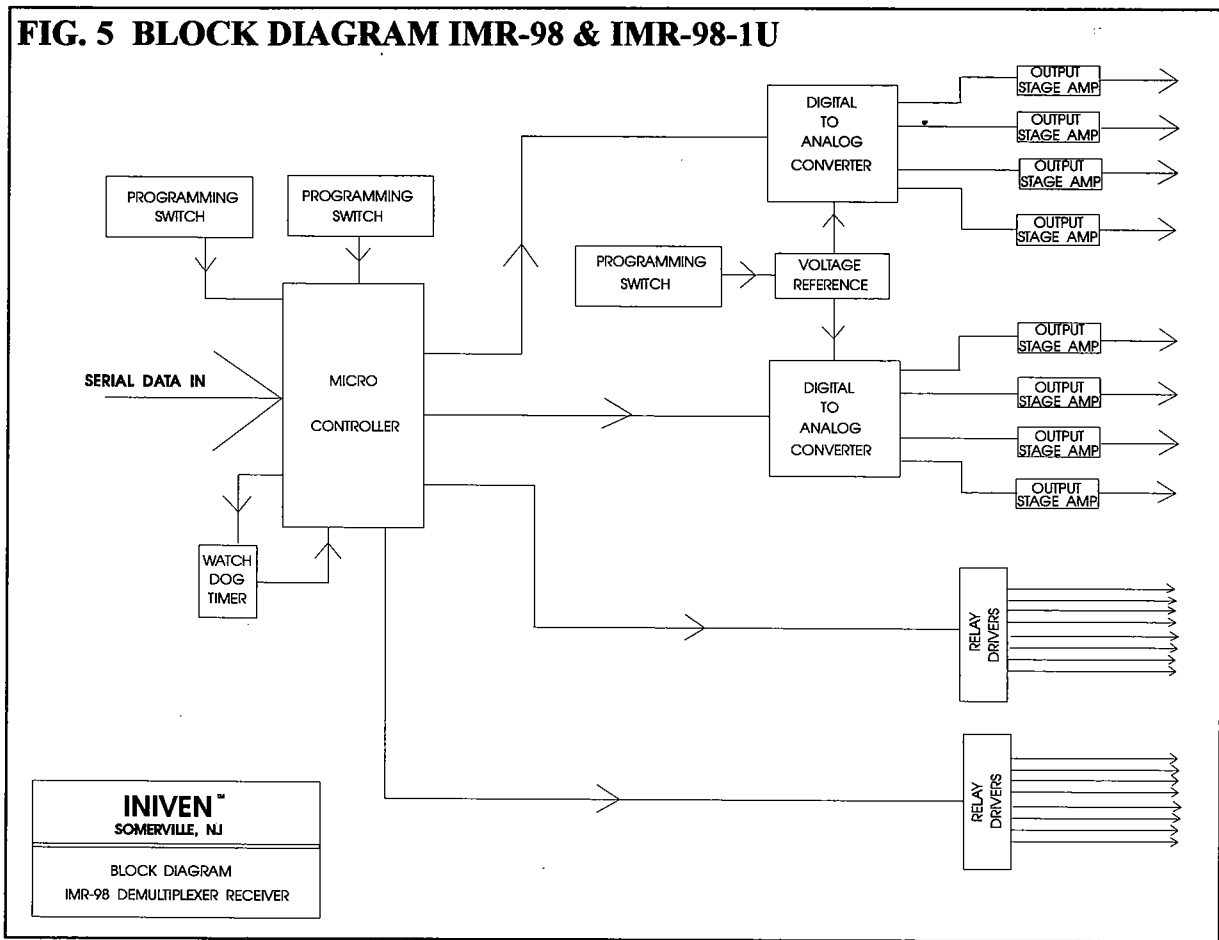 FIG. 5 BLOCK DIAGRAM IMR-98 & IMR-98-1U
PROGRAMMING
SWITCH
PROGRAMMING
SWITCH
SERIAL DATA IN
MICRO
CONTROLLER
WATCH
DOG
TIMER
DIGITAL
TO
ANALOG
CONVERTER
PROGRAMMING
SWITCH
VOLTAGE
REFERENCE
DIGITAL
TO
ANALOG
CONVERTER
OUTPUT
STAGE AMP
OUTPUT
STAGE AMP
OUTPUT
STAGE AMP
OUTPUT
STAGE AMP
OUTPUT
STAGE AMP
OUTPUT
STAGE AMP
OUTPUT
STAGE AMP
OUTPUT
STAGE AMP
RELAY
DRIVERS
RELAY
DRIVERS
INIVEN™
SOMERVILLE, NJ
BLOCK DIAGRAM
IMR-98 DEMULTIPLEXER RECEIVER